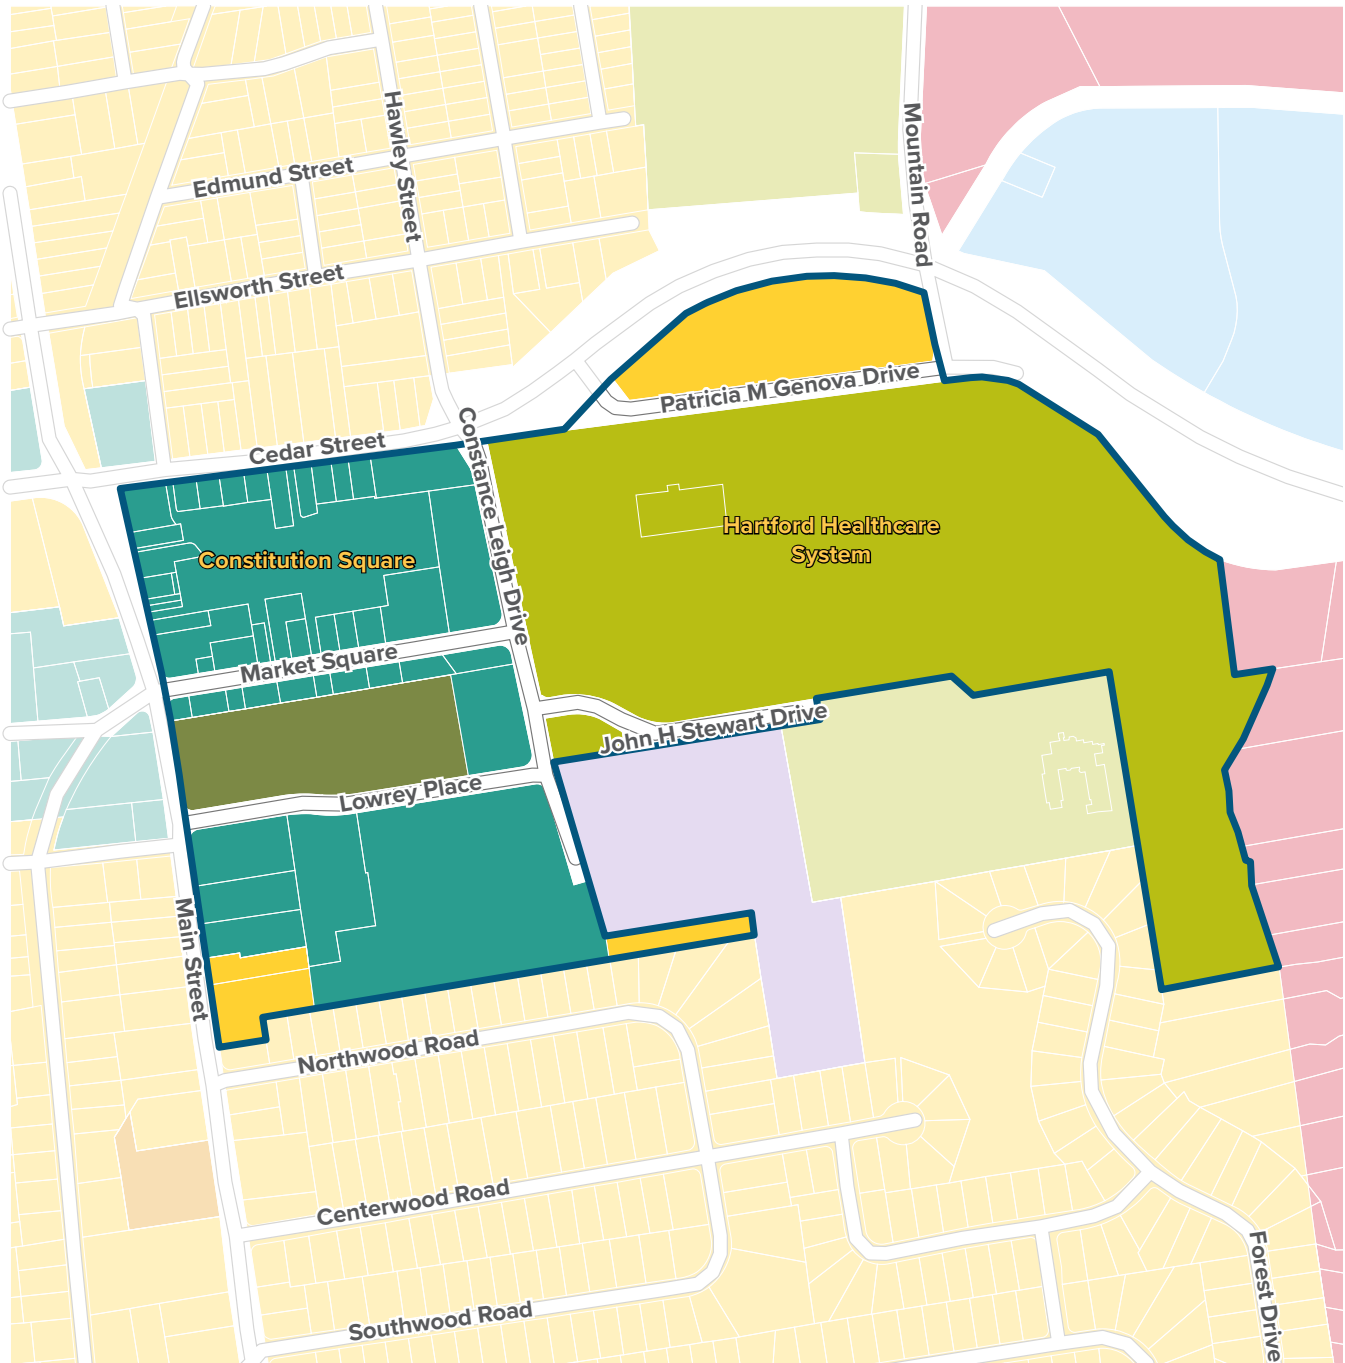 Hawley Street
Mountain Road
Edmund Street
Ellsworth Street
Patricia M Genova Drive
Cedar Street
Constance Leigh Drive
Hartford Healthcare
System
Constitution Square
Market Square
John H Stewart Drive
Lowrey Place
Main Street
Northwood Road
Centerwood Road
Forest Drive
Southwood Road